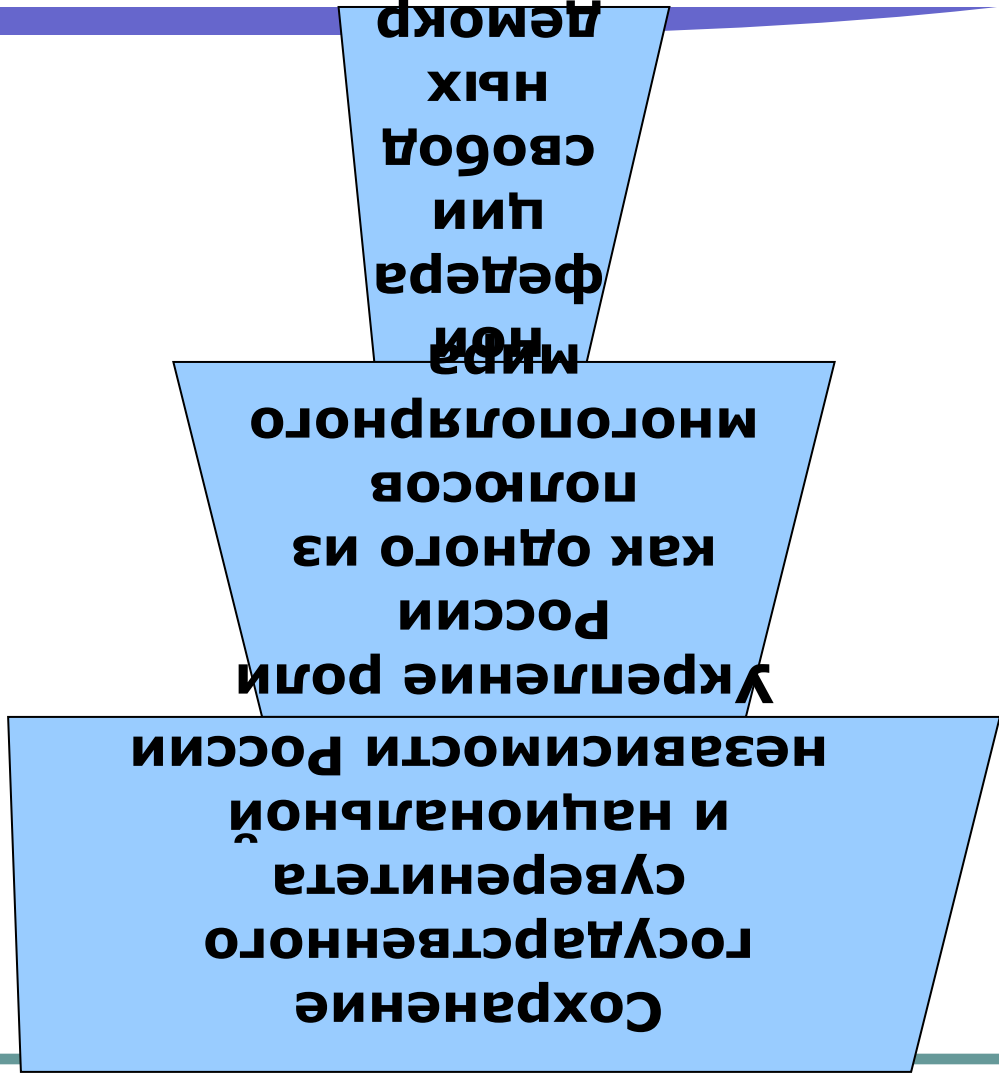 Сохранение
государственного
суверенитета
и национальной
независимости России
Укрепление роли
России
как одного из
полюсов
многополярного
мира
ной
федера
ции
свобод
ных
демокр